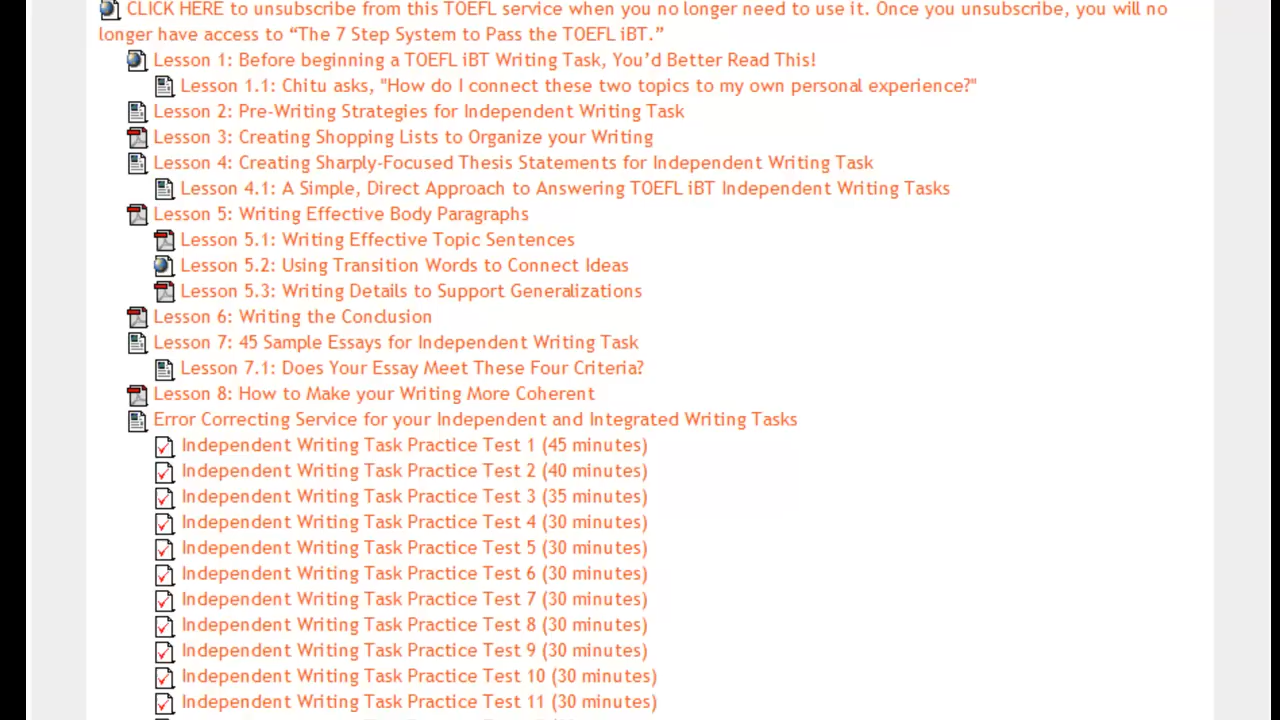 CLICK HERE to unsubscribe from this TOEFL service when you no longer need to use it. Once you unsubscribe, you will no
longer have access to “The 7 Step System to Pass the TOEFL iBT.”
Lesson 1: Before beginning a TOEFL iBT Writing Task, You’d Better Read This!
Lesson 1.1: Chitu asks, "How do I connect these two topics to my own personal experience?"
Lesson 2: Pre-Writing Strategies for Independent Writing Task
Lesson 3: Creating Shopping Lists to Organize your Writing
Lesson 4: Creating Sharply-Focused Thesis Statements for Independent Writing Task
Lesson 4.1: A Simple, Direct Approach to Answering TOEFL iBT Independent Writing Tasks
Lesson 5: Writing Effective Body Paragraphs
Lesson 5.1: Writing Effective Topic Sentences
Lesson 5.2: Using Transition Words to Connect Ideas
Lesson 5.3: Writing Details to Support Generalizations
Lesson 6: Writing the Conclusion
Lesson 7: 45 Sample Essays for Independent Writing Task
Lesson 7.1: Does Your Essay Meet These Four Criteria?
Lesson 8: How to Make your Writing More Coherent
Error Correcting Service for your Independent and Integrated Writing Tasks
Independent Writing Task Practice Test 1 (45 minutes)
Independent Writing Task Practice Test 2 (40 minutes)
Independent Writing Task Practice Test 3 (35 minutes)
Independent Writing Task Practice Test 4 (30 minutes)
Independent Writing Task Practice Test 5 (30 minutes)
Independent Writing Task Practice Test 6 (30 minutes)
Independent Writing Task Practice Test 7 (30 minutes)
Independent Writing Task Practice Test 8 (30 minutes)
Independent Writing Task Practice Test 9 (30 minutes)
Independent Writing Task Practice Test 10 (30 minutes)
Independent Writing Task Practice Test 11 (30 minutes)